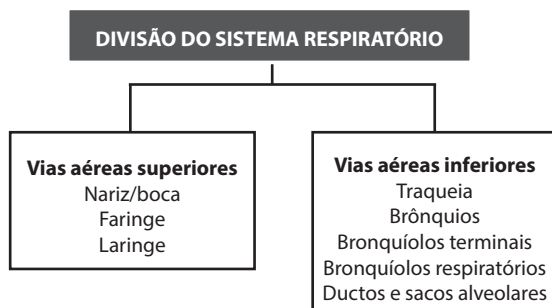 DIVISÃO DO SISTEMA RESPIRATÓRIO
Vias aéreas superiores
Nariz/boca
Faringe
Laringe
Vias aéreas inferiores
Traqueia
Brônquios
Bronquíolos terminais
Bronquíolos respiratórios
Ductos e sacos alveolares